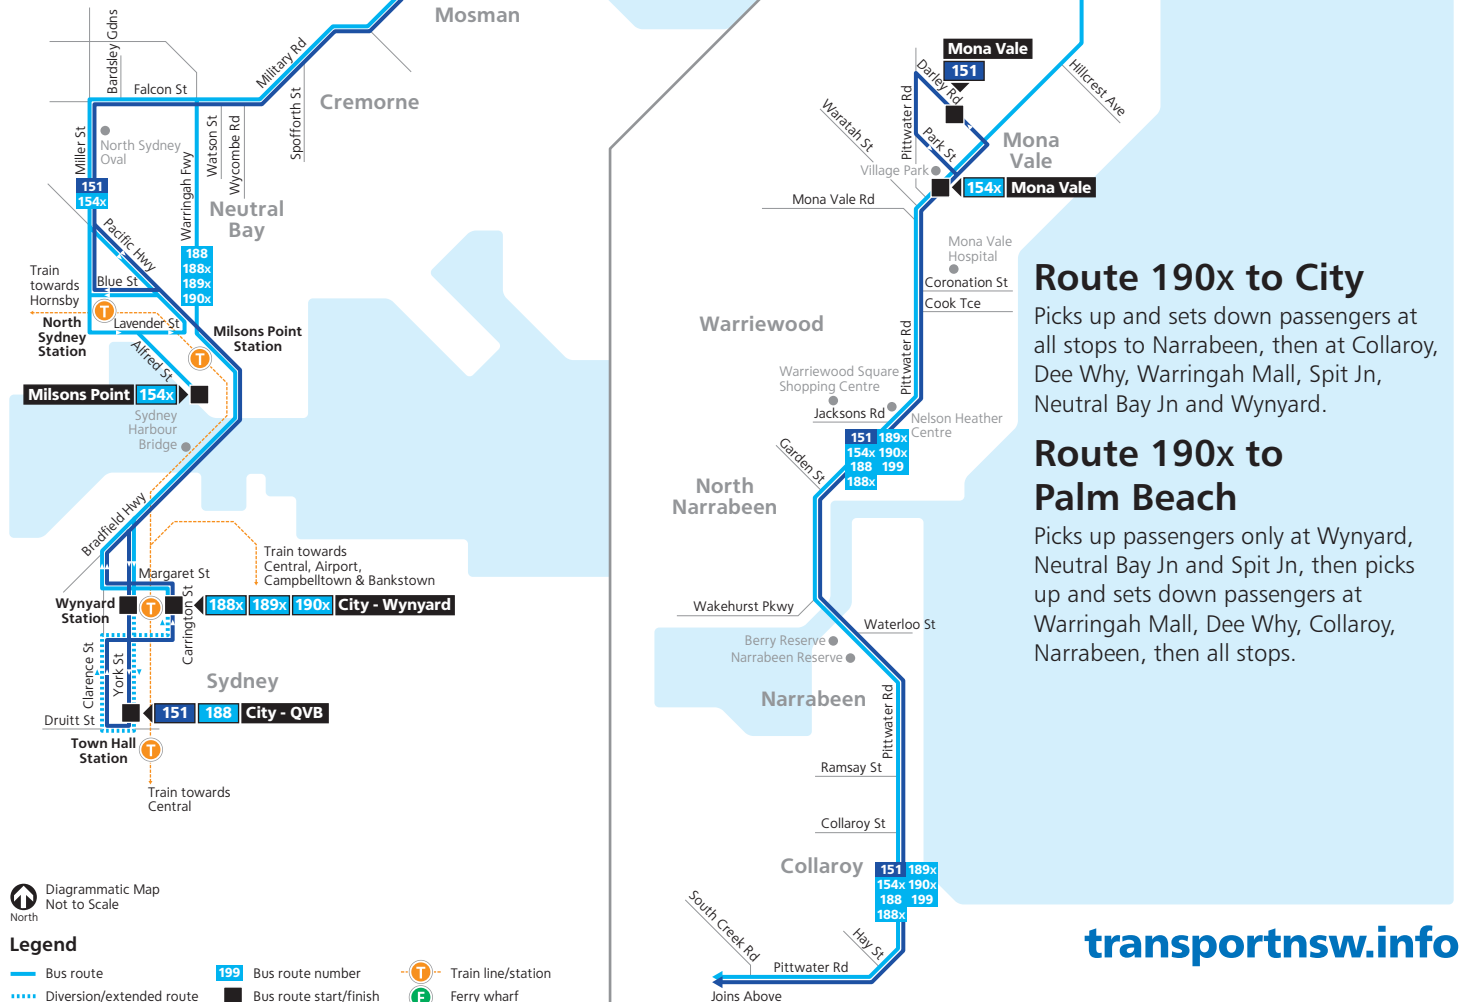 Mosman
Bardsley Gdns
Military Rd
Falcon St
Cremorne
Spofforth St
Miller St
North Sydney
Oval
Watson St
Wycombe Rd
Warringah Fwy
151
154x
Neutral
Bay
Pacific Hwy
188
188x
189x
190x
Train
towards
Hornsby
Blue St
T
North
Sydney
Station
Lavender St
Milsons Point
Station
T
Alfred St
Milsons Point
154x
Sydney
Harbour
Bridge
Bradfield Hwy
Train towards
Central, Airport,
Campbelltown & Bankstown
Margaret St
Wynyard
Station
T
188x 189x 190x City - Wynyard
Carrington St
Clarence St
York St
Sydney
151 188 City - QVB
Druitt St
Town Hall
Station
T
Train towards
Central
Diagrammatic Map
Not to Scale
North
Legend
Bus route
199 Bus route number
T Train line/station
Diversion/extended route
Bus route start/finish
F Ferry wharf
Mona Vale
151
Hillcrest Ave
Darley Rd
Pittwater Rd
Waratah St
Park St
Mona
Vale
Village Park
154x Mona Vale
Mona Vale Rd
Mona Vale
Hospital
Coronation St
Cook Tce
Warriewood
Pittwater Rd
Warriewood Square
Shopping Centre
Jacksons Rd
Nelson Heather
Centre
151 189x
154x 190x
188 199
188x
Garden St
North
Narrabeen
Wakehurst Pkwy
Waterloo St
Berry Reserve
Narrabeen Reserve
Narrabeen
Pittwater Rd
Ramsay St
Collaroy St
Collaroy
151 189x
154x 190x
188 199
188x
South Creek Rd
Hay St
Pittwater Rd
Joins Above
Route 190x to City
Picks up and sets down passengers at
all stops to Narrabeen, then at Collaroy,
Dee Why, Warringah Mall, Spit Jn,
Neutral Bay Jn and Wynyard.
Route 190x to
Palm Beach
Picks up passengers only at Wynyard,
Neutral Bay Jn and Spit Jn, then picks
up and sets down passengers at
Warringah Mall, Dee Why, Collaroy,
Narrabeen, then all stops.
transportnsw.info